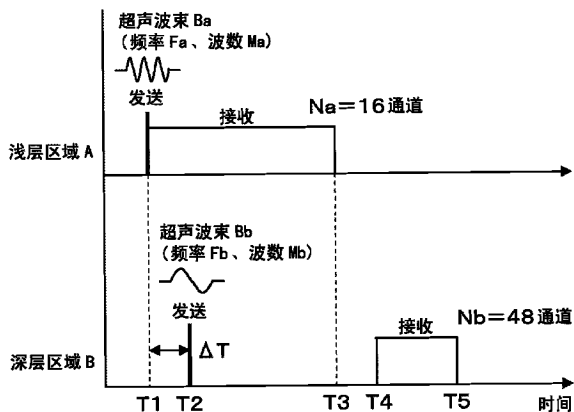 超声波束 Ba
(频率 Fa、波数 Ma)
发送
接收
Na=16通道
浅层区域 A
超声波束 Bb
(频率 Fb、波数 Mb)
发送
ΔT
接收
Nb=48通道
深层区域 B
T1 T2 T3 T4 T5 时间